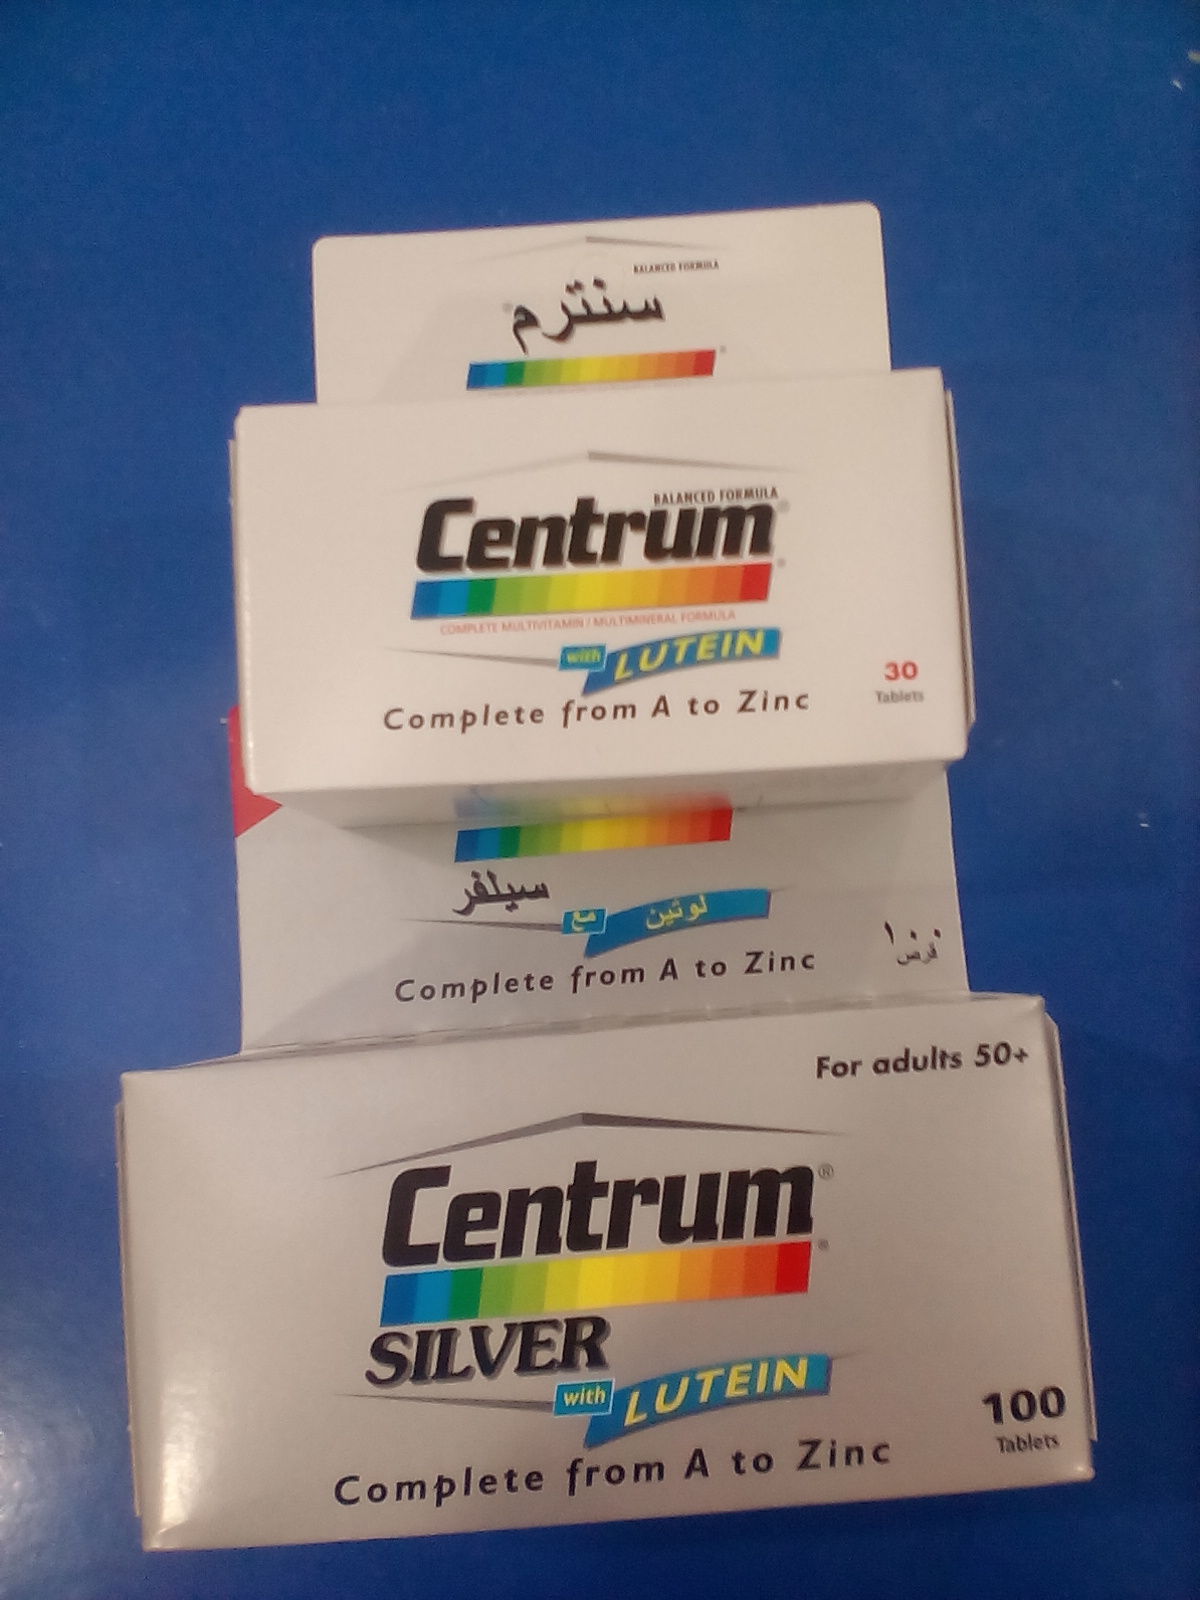 BALANCED FORMULA
سنترم
BALANCED FORMULA
Centrum®
COMPLETE MULTIVITAMIN / MULTIMINERAL FORMULA
with LUTEIN
Complete from A to Zinc
30
Tablets
سيلفر
مع لوتين
١٠٠
قرص
Complete from A to Zinc
For adults 50+
Centrum®
SILVER
with LUTEIN
100
Tablets
Complete from A to Zinc